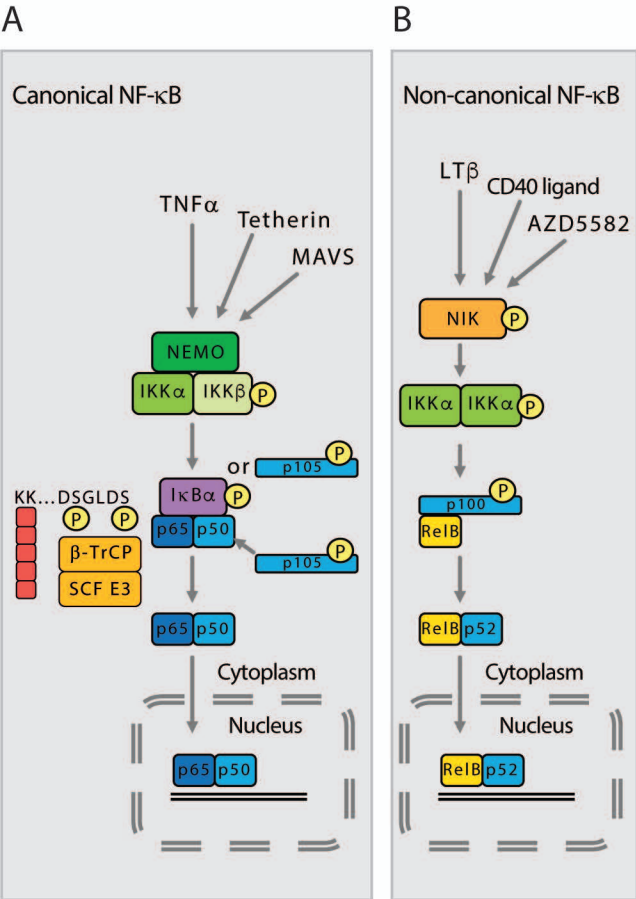 A
Canonical NF-κB
TNFα
Tetherin
MAVS
NEMO
IKKα
IKKβ
P
or
P
p105
KK...DSGLDS
P
P
β-TrCP
SCF E3
IκBα
P
p65
p50
P
p105
p65
p50
Cytoplasm
Nucleus
p65
p50
B
Non-canonical NF-κB
LTβ
CD40 ligand
AZD5582
NIK
P
IKKα
IKKα
P
P
p100
RelB
RelB
p52
Cytoplasm
Nucleus
RelB
p52